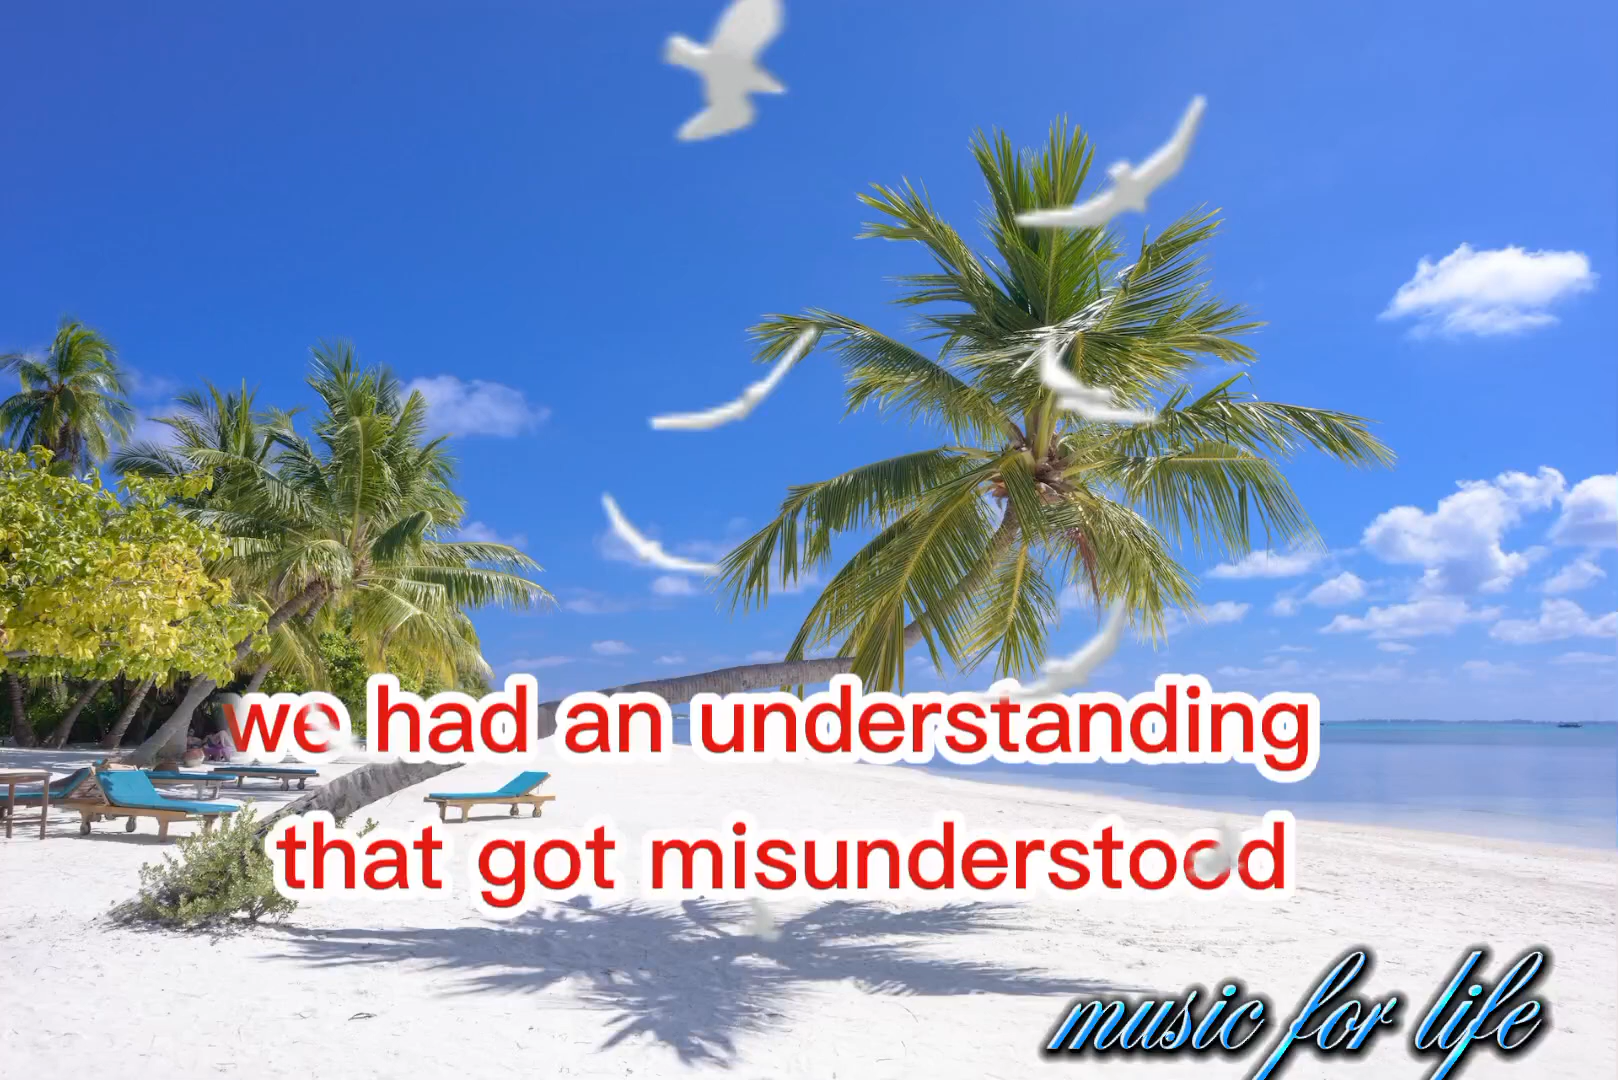 we had an understanding
that got misunderstood
music for life